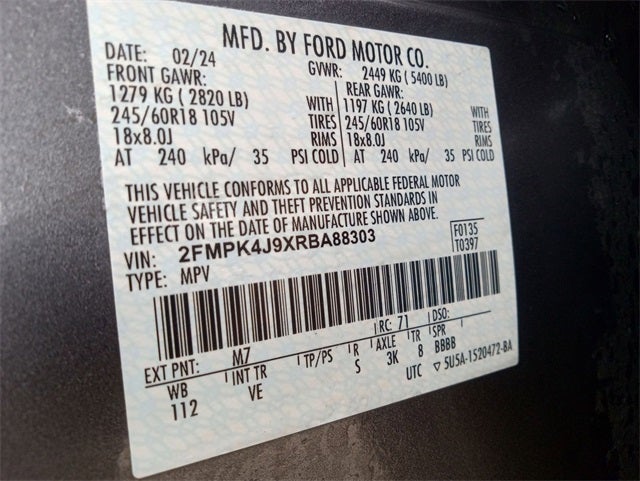 MFD. BY FORD MOTOR CO.
DATE: 02/24 GVWR: 2449 KG (5400 LB)
FRONT GAWR: REAR GAWR:
1279 KG (2820 LB) WITH 1197 KG (2640 LB) WITH
245/60R18 105V TIRES 245/60R18 105V TIRES
18x8.0J RIMS 18x8.0J RIMS
AT 240 kPa/ 35 PSI COLD AT 240 kPa/ 35 PSI COLD
THIS VEHICLE CONFORMS TO ALL APPLICABLE FEDERAL MOTOR
VEHICLE SAFETY AND THEFT PREVENTION STANDARDS IN
EFFECT ON THE DATE OF MANUFACTURE SHOWN ABOVE.
VIN: 2FMPK4J9XRBA88303 F0135
TYPE: MPV T0397
EXT PNT: M7 RC: 71 DSO:
WB INT TR TP/PS R AXLE SPR
112 VE S 3K 8 BBBB
UTC ▽ 5U5A-1520472-BA